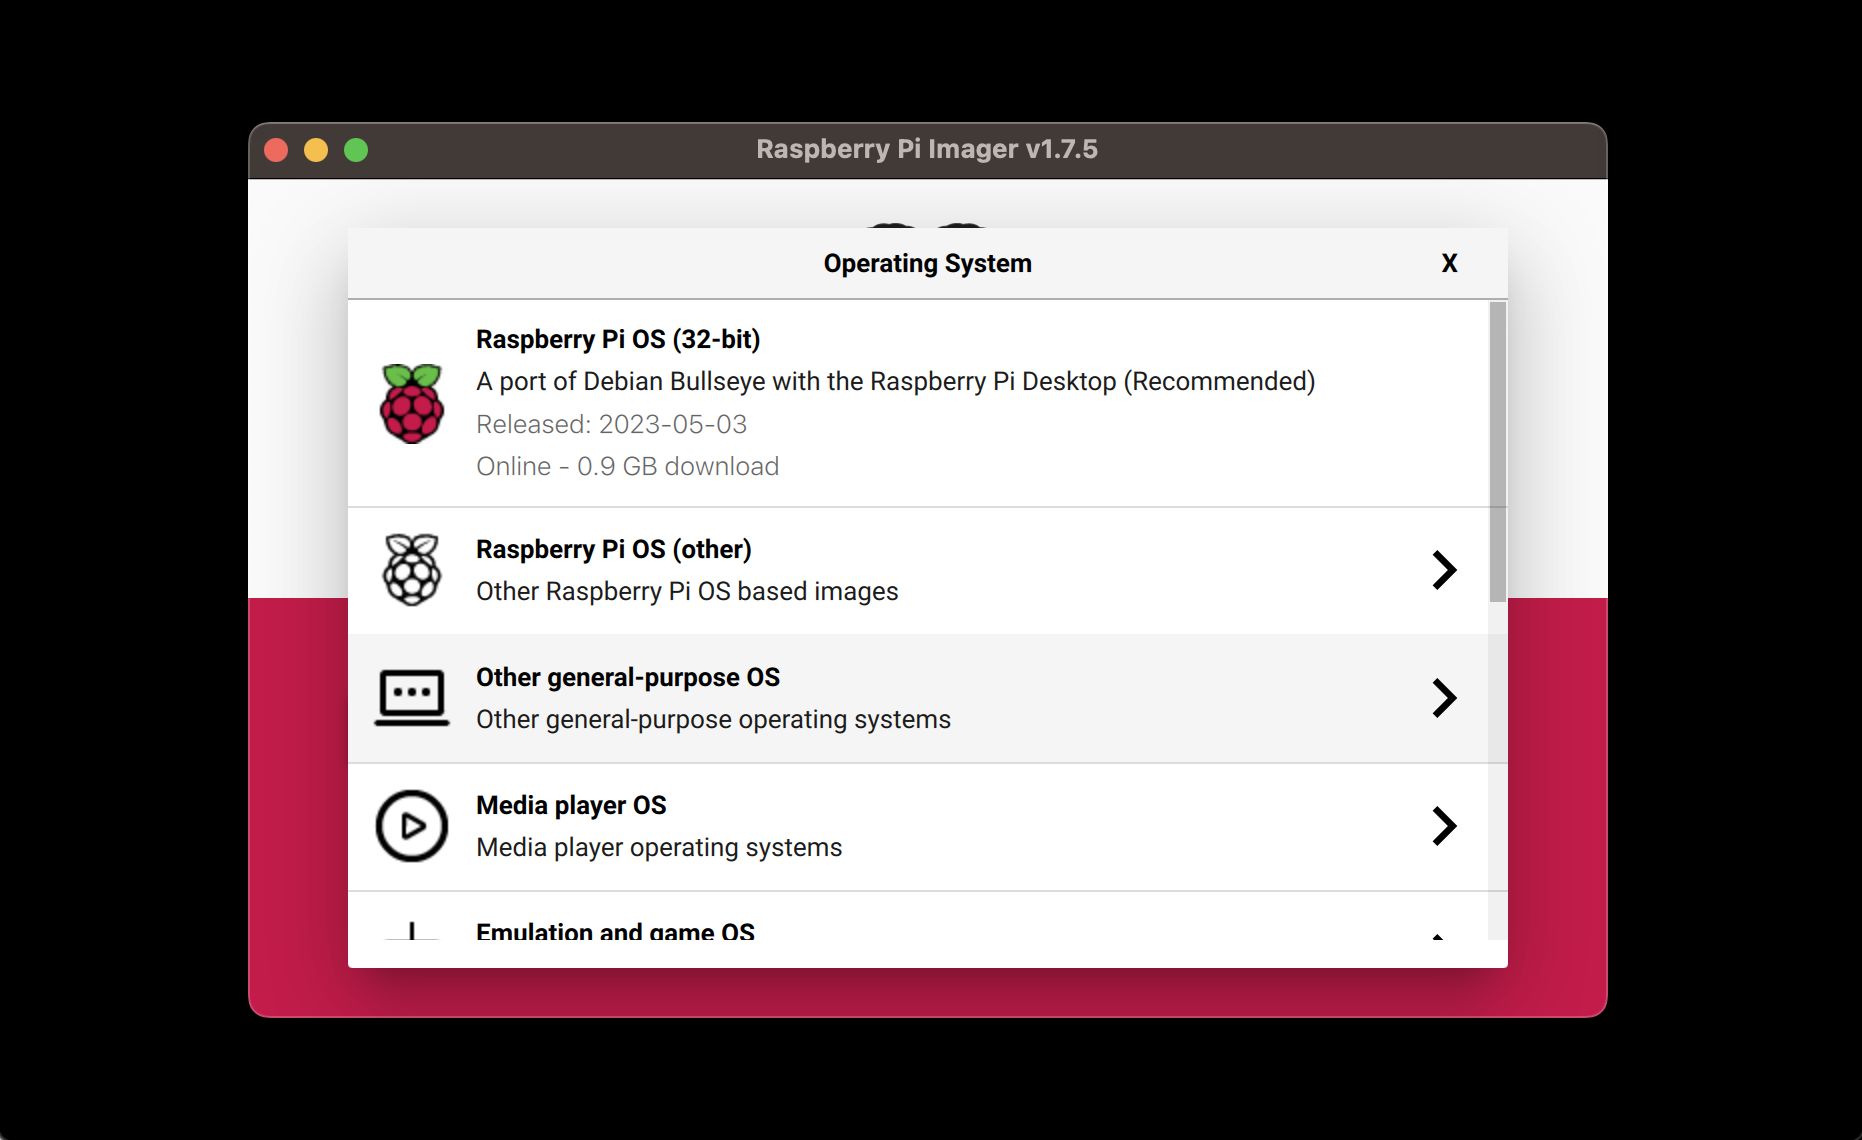 Raspberry Pi Imager v1.7.5
Operating System
X
Raspberry Pi OS (32-bit)
A port of Debian Bullseye with the Raspberry Pi Desktop (Recommended)
Released: 2023-05-03
Online - 0.9 GB download
Raspberry Pi OS (other)
Other Raspberry Pi OS based images
Other general-purpose OS
Other general-purpose operating systems
Media player OS
Media player operating systems
Emulation and game OS